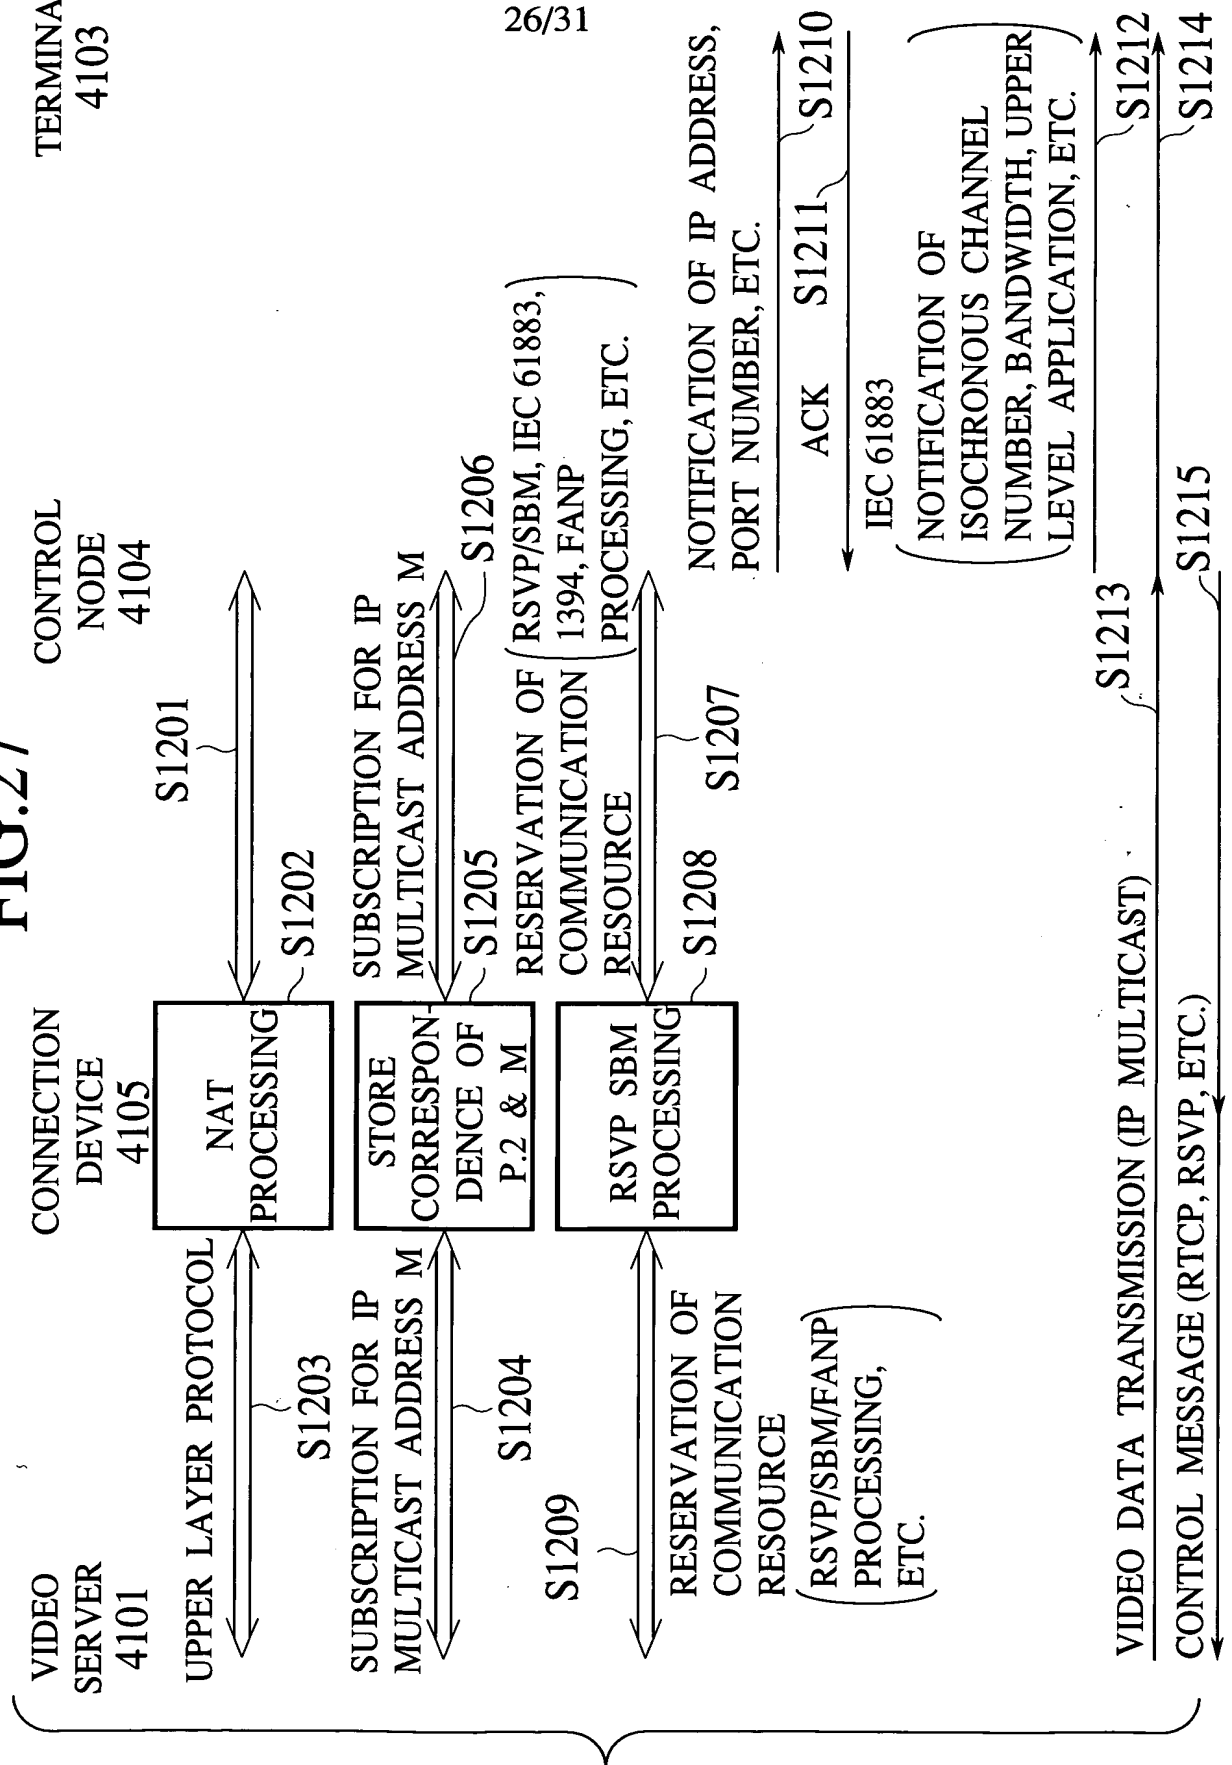 26/31
FIG.27
VIDEO
SERVER
4101
CONNECTION
DEVICE
4105
CONTROL
NODE
4104
TERMINA
4103
UPPER LAYER PROTOCOL
S1203
NAT
PROCESSING
S1202
S1201
SUBSCRIPTION FOR IP
MULTICAST ADDRESS M
S1204
STORE
CORRESPON-
DENCE OF
P.2 & M
S1205
SUBSCRIPTION FOR IP
MULTICAST ADDRESS M
S1206
S1209
RESERVATION OF
COMMUNICATION
RESOURCE
RSVP/SBM/FANP
PROCESSING,
ETC.
RSVP SBM
PROCESSING
S1208
RESERVATION OF
COMMUNICATION
RESOURCE
RSVP/SBM, IEC 61883,
1394, FANP
PROCESSING, ETC.
S1207
NOTIFICATION OF IP ADDRESS,
PORT NUMBER, ETC.
S1210
ACK
S1211
IEC 61883
NOTIFICATION OF
ISOCHRONOUS CHANNEL
NUMBER, BANDWIDTH, UPPER
LEVEL APPLICATION, ETC.
S1212
VIDEO DATA TRANSMISSION (IP MULTICAST)
S1213
S1214
CONTROL MESSAGE (RTCP, RSVP, ETC.)
S1215